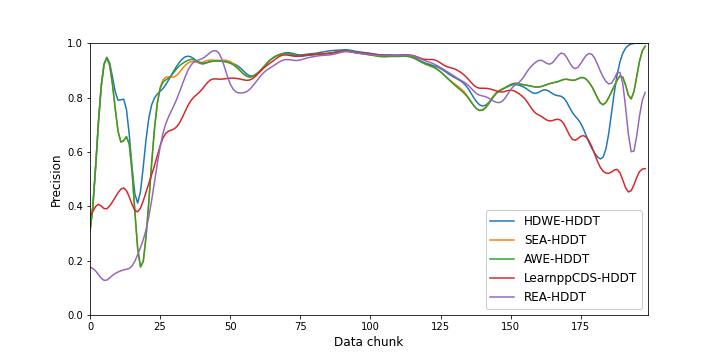 1.0
0.8
0.6
0.4
0.2
0.0
Precision
0
25
50
75
100
125
150
175
Data chunk
HDWE-HDDT
SEA-HDDT
AWE-HDDT
LearnppCDS-HDDT
REA-HDDT